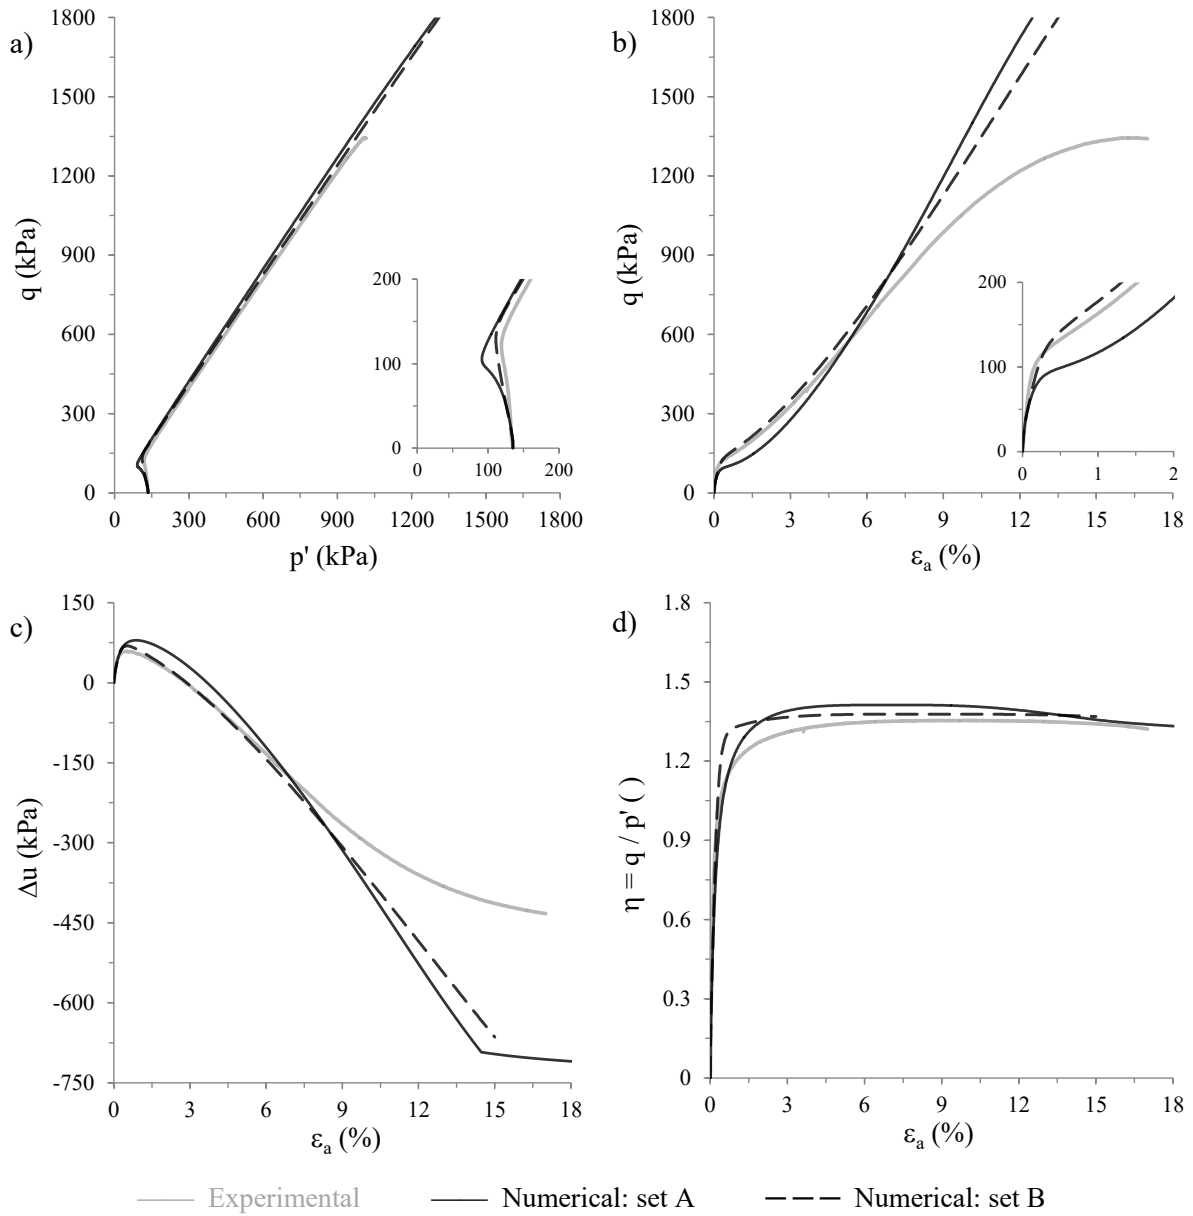 a)
1800
1500
1200
900
600
300
0
q (kPa)
200
100
0
0 100 200
0 300 600 900 1200 1500 1800
p' (kPa)
b)
1800
1500
1200
900
600
300
0
q (kPa)
200
100
0
0 1 2
0 3 6 9 12 15 18
εa (%)
c)
150
0
-150
-300
-450
-600
-750
Δu (kPa)
0 3 6 9 12 15 18
εa (%)
d)
1.8
1.5
1.2
0.9
0.6
0.3
0
η = q / p' ( )
0 3 6 9 12 15 18
εa (%)
Experimental Numerical: set A Numerical: set B